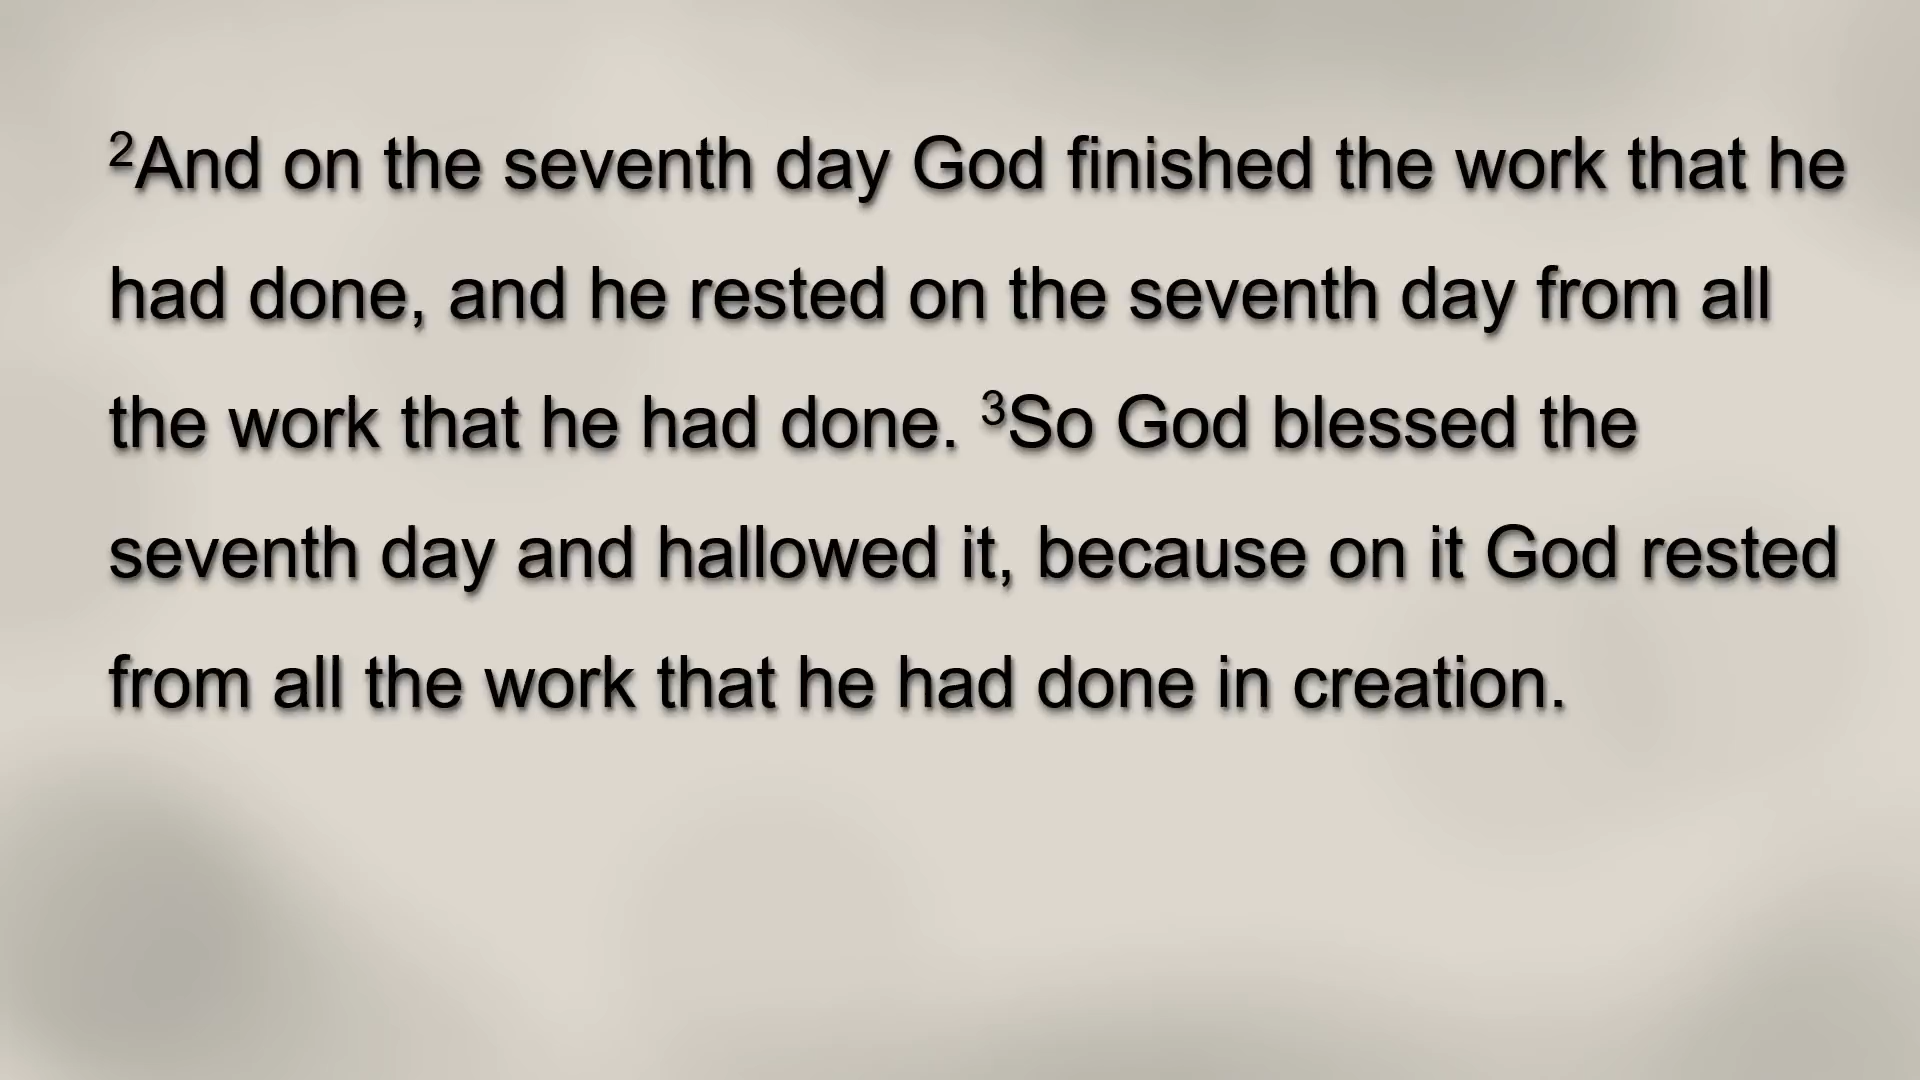 ²And on the seventh day God finished the work that he
had done, and he rested on the seventh day from all
the work that he had done. ³So God blessed the
seventh day and hallowed it, because on it God rested
from all the work that he had done in creation.